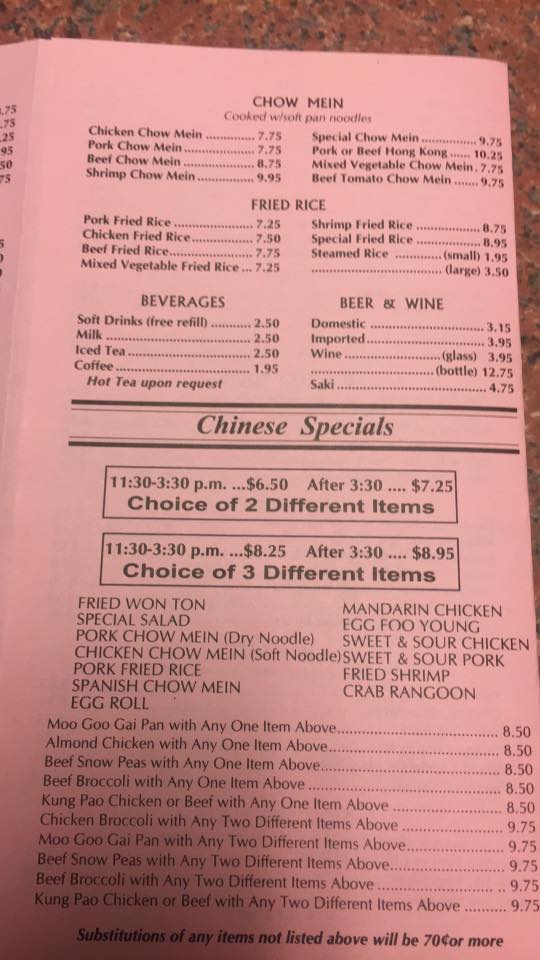 .75
.75
.25
.95
50
75
5
CHOW MEIN
Cooked w/soft pan noodles
Chicken Chow Mein ............. 7.75
Pork Chow Mein ................ 7.75
Beef Chow Mein ................ 8.75
Shrimp Chow Mein .............. 9.95
Special Chow Mein ............... 9.75
Pork or Beef Hong Kong ..... 10.25
Mixed Vegetable Chow Mein . 7.75
Beef Tomato Chow Mein ....... 9.75
FRIED RICE
Pork Fried Rice .................. 7.25
Chicken Fried Rice............... 7.50
Beef Fried Rice.................... 7.75
Mixed Vegetable Fried Rice ... 7.25
Shrimp Fried Rice ................. 8.75
Special Fried Rice ................ 8.95
Steamed Rice ............(small) 1.95
............................ (large) 3.50
BEVERAGES
Soft Drinks (free refill) .......... 2.50
Milk ..................................... 2.50
Iced Tea ............................... 2.50
Coffee .................................. 1.95
Hot Tea upon request
BEER & WINE
Domestic ............................. 3.15
Imported.............................. 3.95
Wine ........................(glass) 3.95
...............................(bottle) 12.75
Saki ..................................... 4.75
Chinese Specials
11:30-3:30 p.m. ...$6.50 After 3:30 .... $7.25
Choice of 2 Different Items
11:30-3:30 p.m. ...$8.25 After 3:30 .... $8.95
Choice of 3 Different Items
FRIED WON TON
SPECIAL SALAD
PORK CHOW MEIN (Dry Noodle)
CHICKEN CHOW MEIN (Soft Noodle)
PORK FRIED RICE
SPANISH CHOW MEIN
EGG ROLL
MANDARIN CHICKEN
EGG FOO YOUNG
SWEET & SOUR CHICKEN
SWEET & SOUR PORK
FRIED SHRIMP
CRAB RANGOON
Moo Goo Gai Pan with Any One Item Above................................. 8.50
Almond Chicken with Any One Item Above.................................. 8.50
Beef Snow Peas with Any One Item Above................................... 8.50
Beef Broccoli with Any One Item Above ...................................... 8.50
Kung Pao Chicken or Beef with Any One Item Above ..................... 8.50
Chicken Broccoli with Any Two Different Items Above ................... 9.75
Moo Goo Gai Pan with Any Two Different Items Above.................. 9.75
Beef Snow Peas with Any Two Different Items Above ..................... 9.75
Beef Broccoli with Any Two Different Items Above ..................... .. 9.75
Kung Pao Chicken or Beef with Any Two Different Items Above ......... 9.75
Substitutions of any items not listed above will be 70¢or more